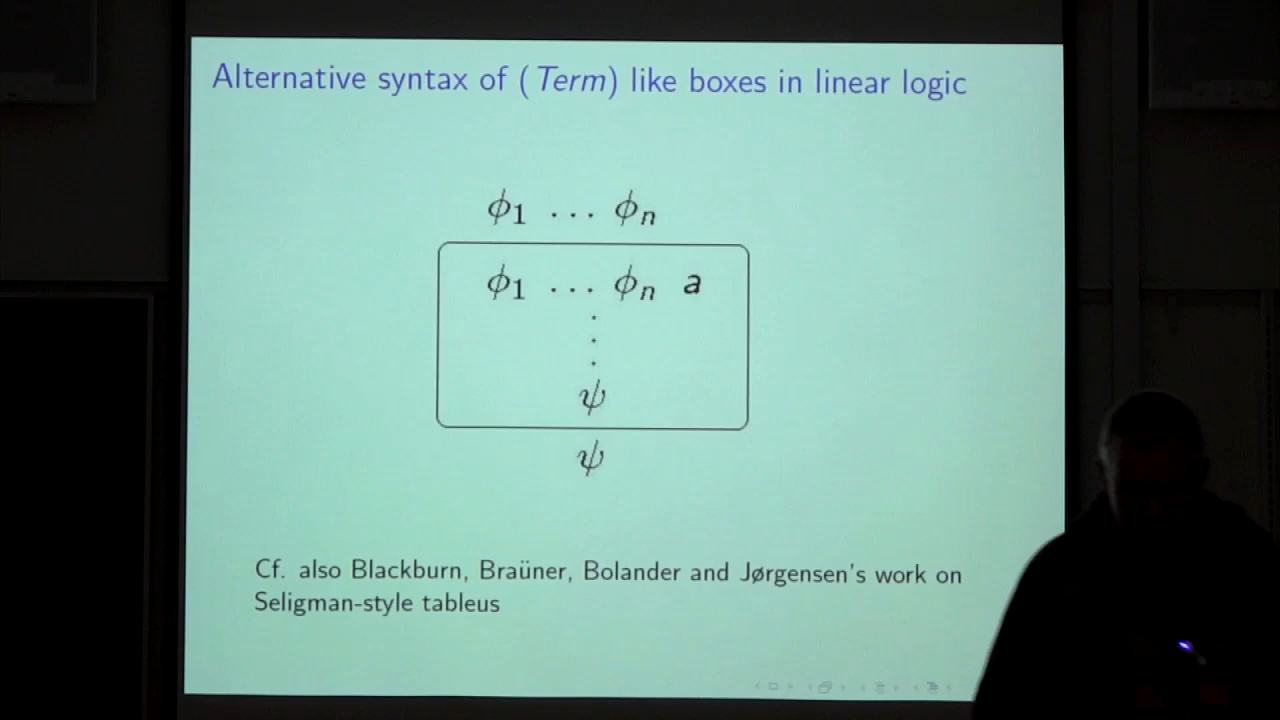 Alternative syntax of (Term) like boxes in linear logic
ϕ₁ ... ϕₙ
ϕ₁ ... ϕₙ a
ψ
ψ
Cf. also Blackburn, Braüner, Bolander and Jørgensen's work on
Seligman-style tableus